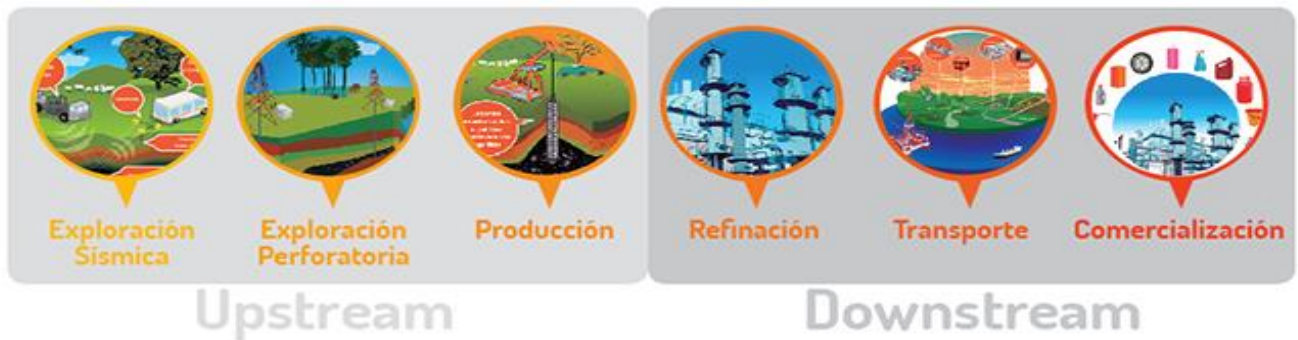 Exploración
Sísmica
Exploración
Perforatoria
Producción
Refinación
Transporte
Comercialización
Upstream
Downstream